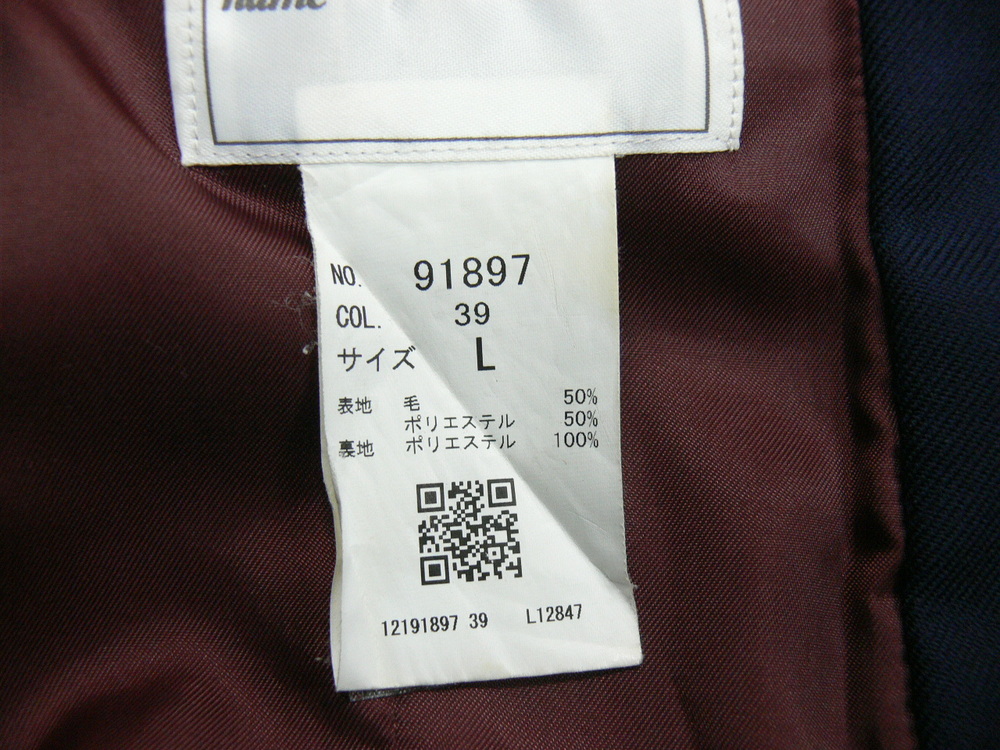 name
NO. 91897
COL. 39
サイズ L
表地 毛 50%
ポリエステル 50%
裏地 ポリエステル 100%
12191897 39 L12847